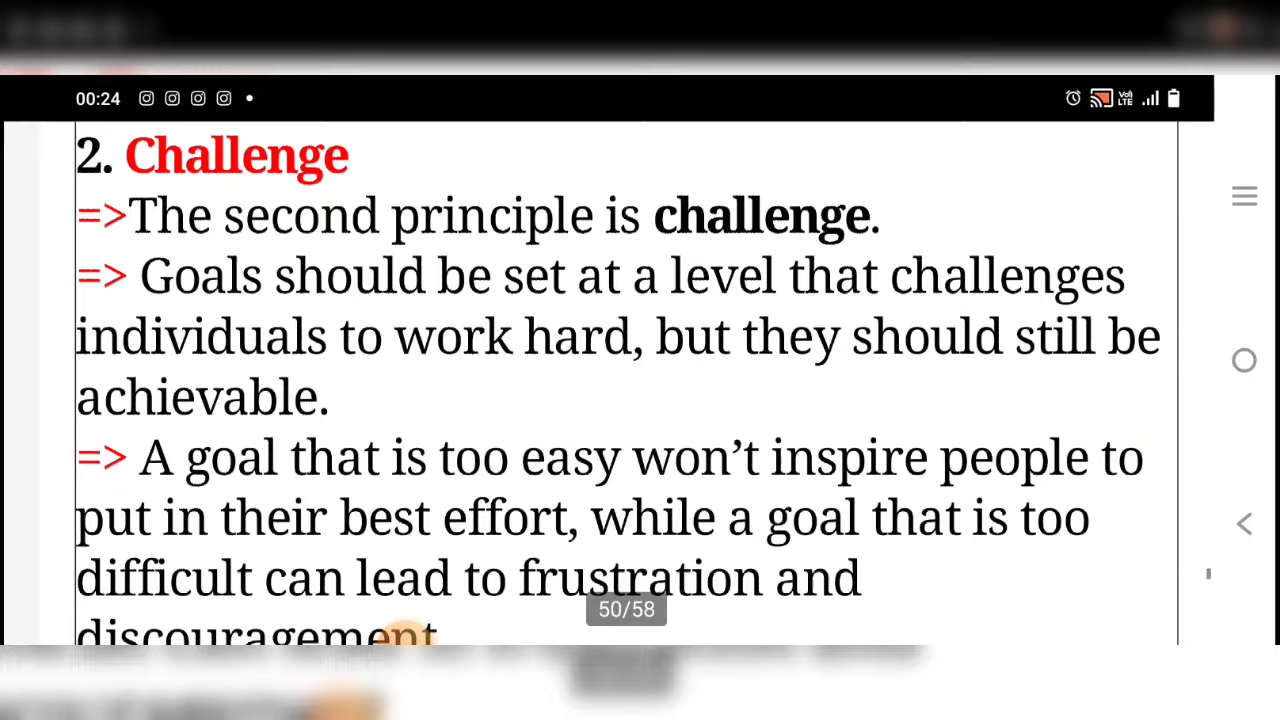 00:24
2. Challenge
=>The second principle is challenge.
=> Goals should be set at a level that challenges
individuals to work hard, but they should still be
achievable.
=> A goal that is too easy won’t inspire people to
put in their best effort, while a goal that is too
difficult can lead to frustration and
50/58
discouragement